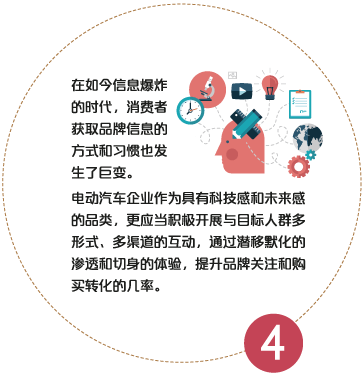 在如今信息爆炸
的时代，消费者
获取品牌信息的
方式和习惯也发
生了巨变。
电动汽车企业作为具有科技感和未来感
的品类，更应当积极开展与目标人群多
形式、多渠道的互动，通过潜移默化的
渗透和切身的体验，提升品牌关注和购
买转化的几率。
4